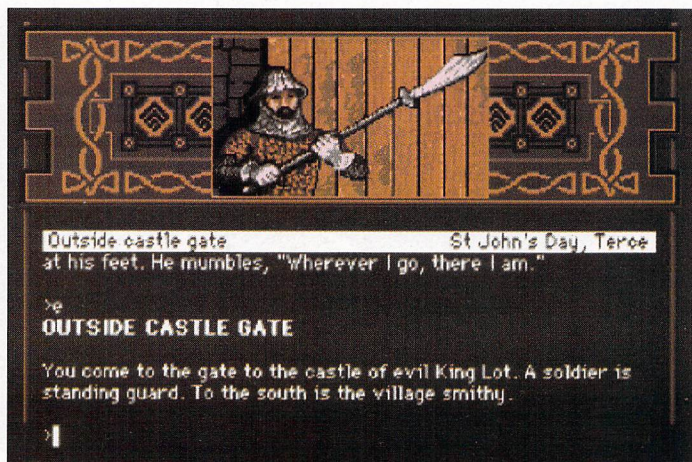 Outside castle gate St John's Day, Terce
at his feet. He mumbles, "Wherever I go, there I am."
>e
OUTSIDE CASTLE GATE
You come to the gate to the castle of evil King Lot. A soldier is
standing guard. To the south is the village smithy.
>